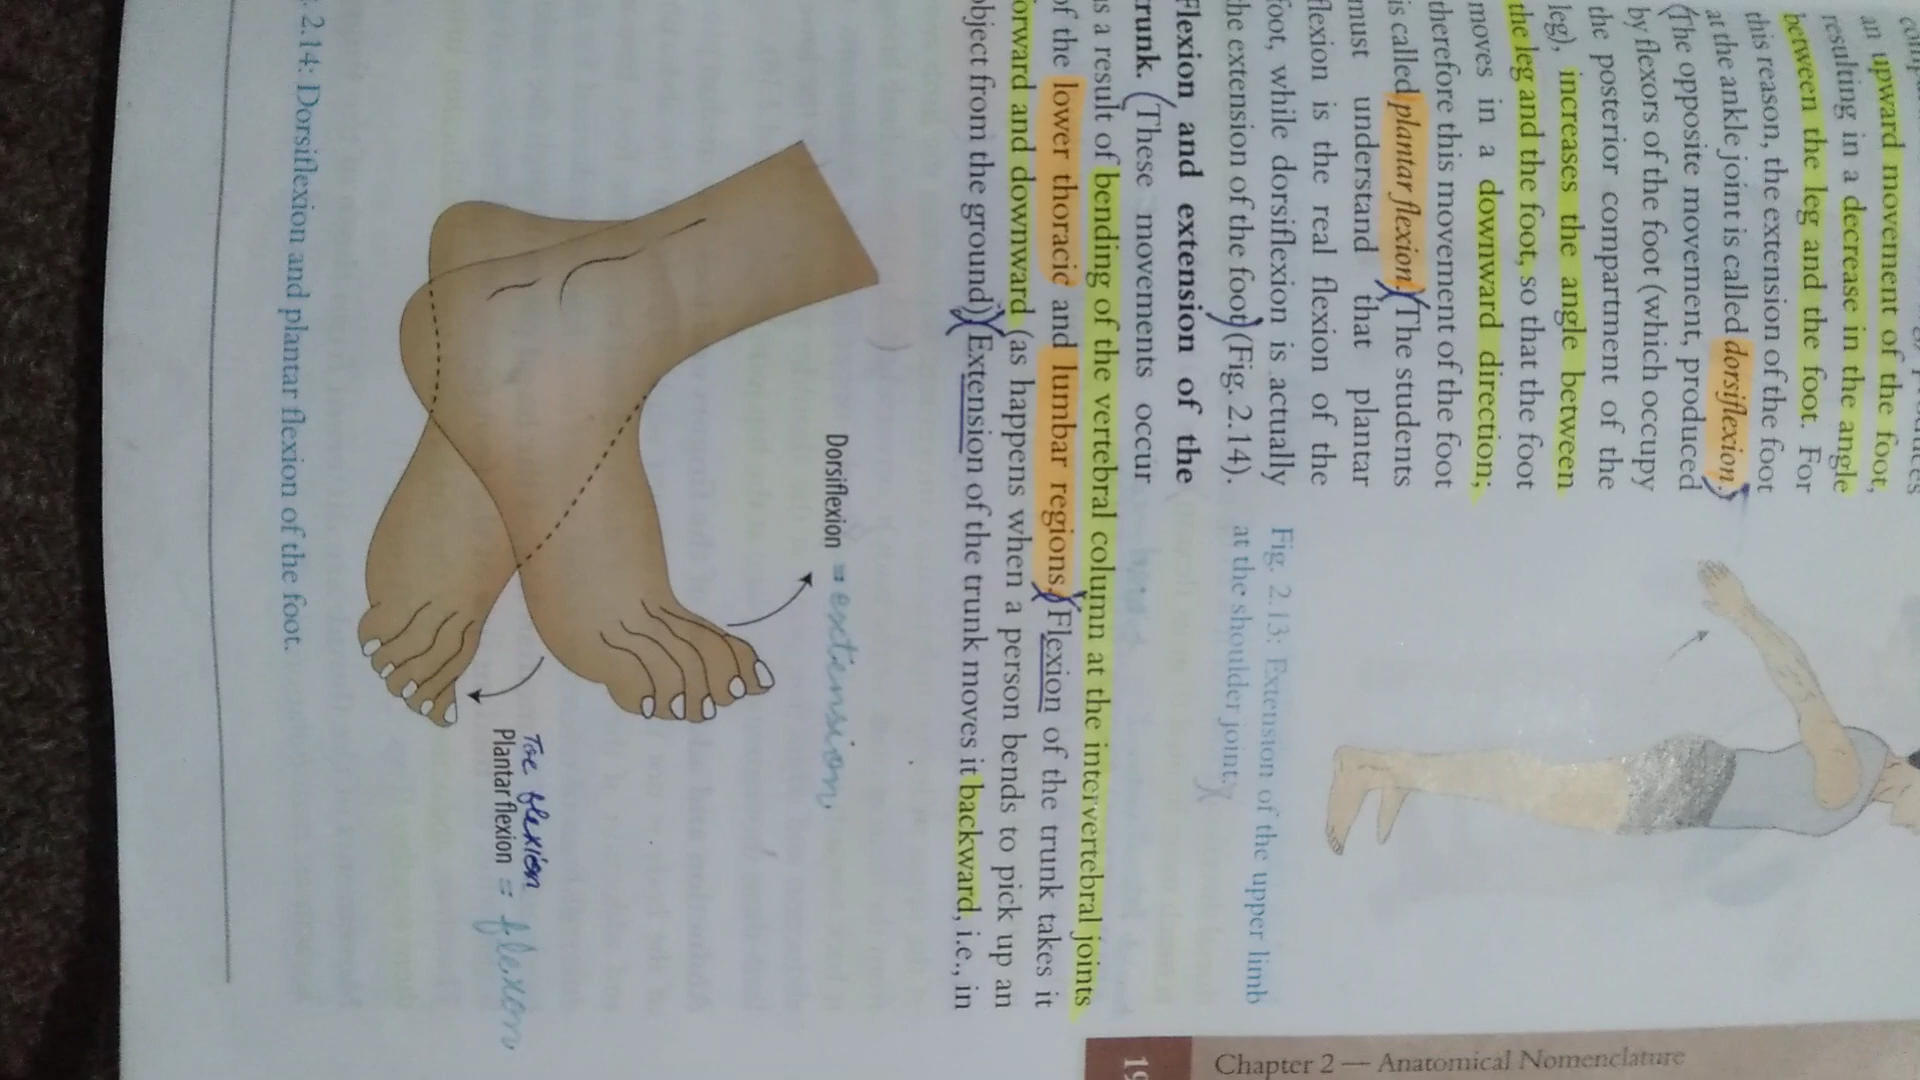 Chapter 2 — Anatomical Nomenclature
an upward movement of the foot,
resulting in a decrease in the angle
between the leg and the foot. For
this reason, the extension of the foot
at the ankle joint is called dorsiflexion.)
(The opposite movement, produced
by flexors of the foot (which occupy
the posterior compartment of the
leg), increases the angle between
the leg and the foot, so that the foot
moves in a downward direction;
therefore this movement of the foot
is called plantar flexion.)(The students
must understand that plantar
flexion is the real flexion of the
foot, while dorsiflexion is actually
the extension of the foot)(Fig. 2.14).
Fig. 2.13: Extension of the upper limb
at the shoulder joint.
Flexion and extension of the
trunk. (These movements occur
as a result of bending of the vertebral column at the intervertebral joints
of the lower thoracic and lumbar regions.)(Flexion of the trunk takes it
forward and downward (as happens when a person bends to pick up an
object from the ground))(Extension of the trunk moves it backward, i.e., in
Dorsiflexion = extension,
Toe flexion
Plantar flexion = flexon
. 2.14: Dorsiflexion and plantar flexion of the foot.